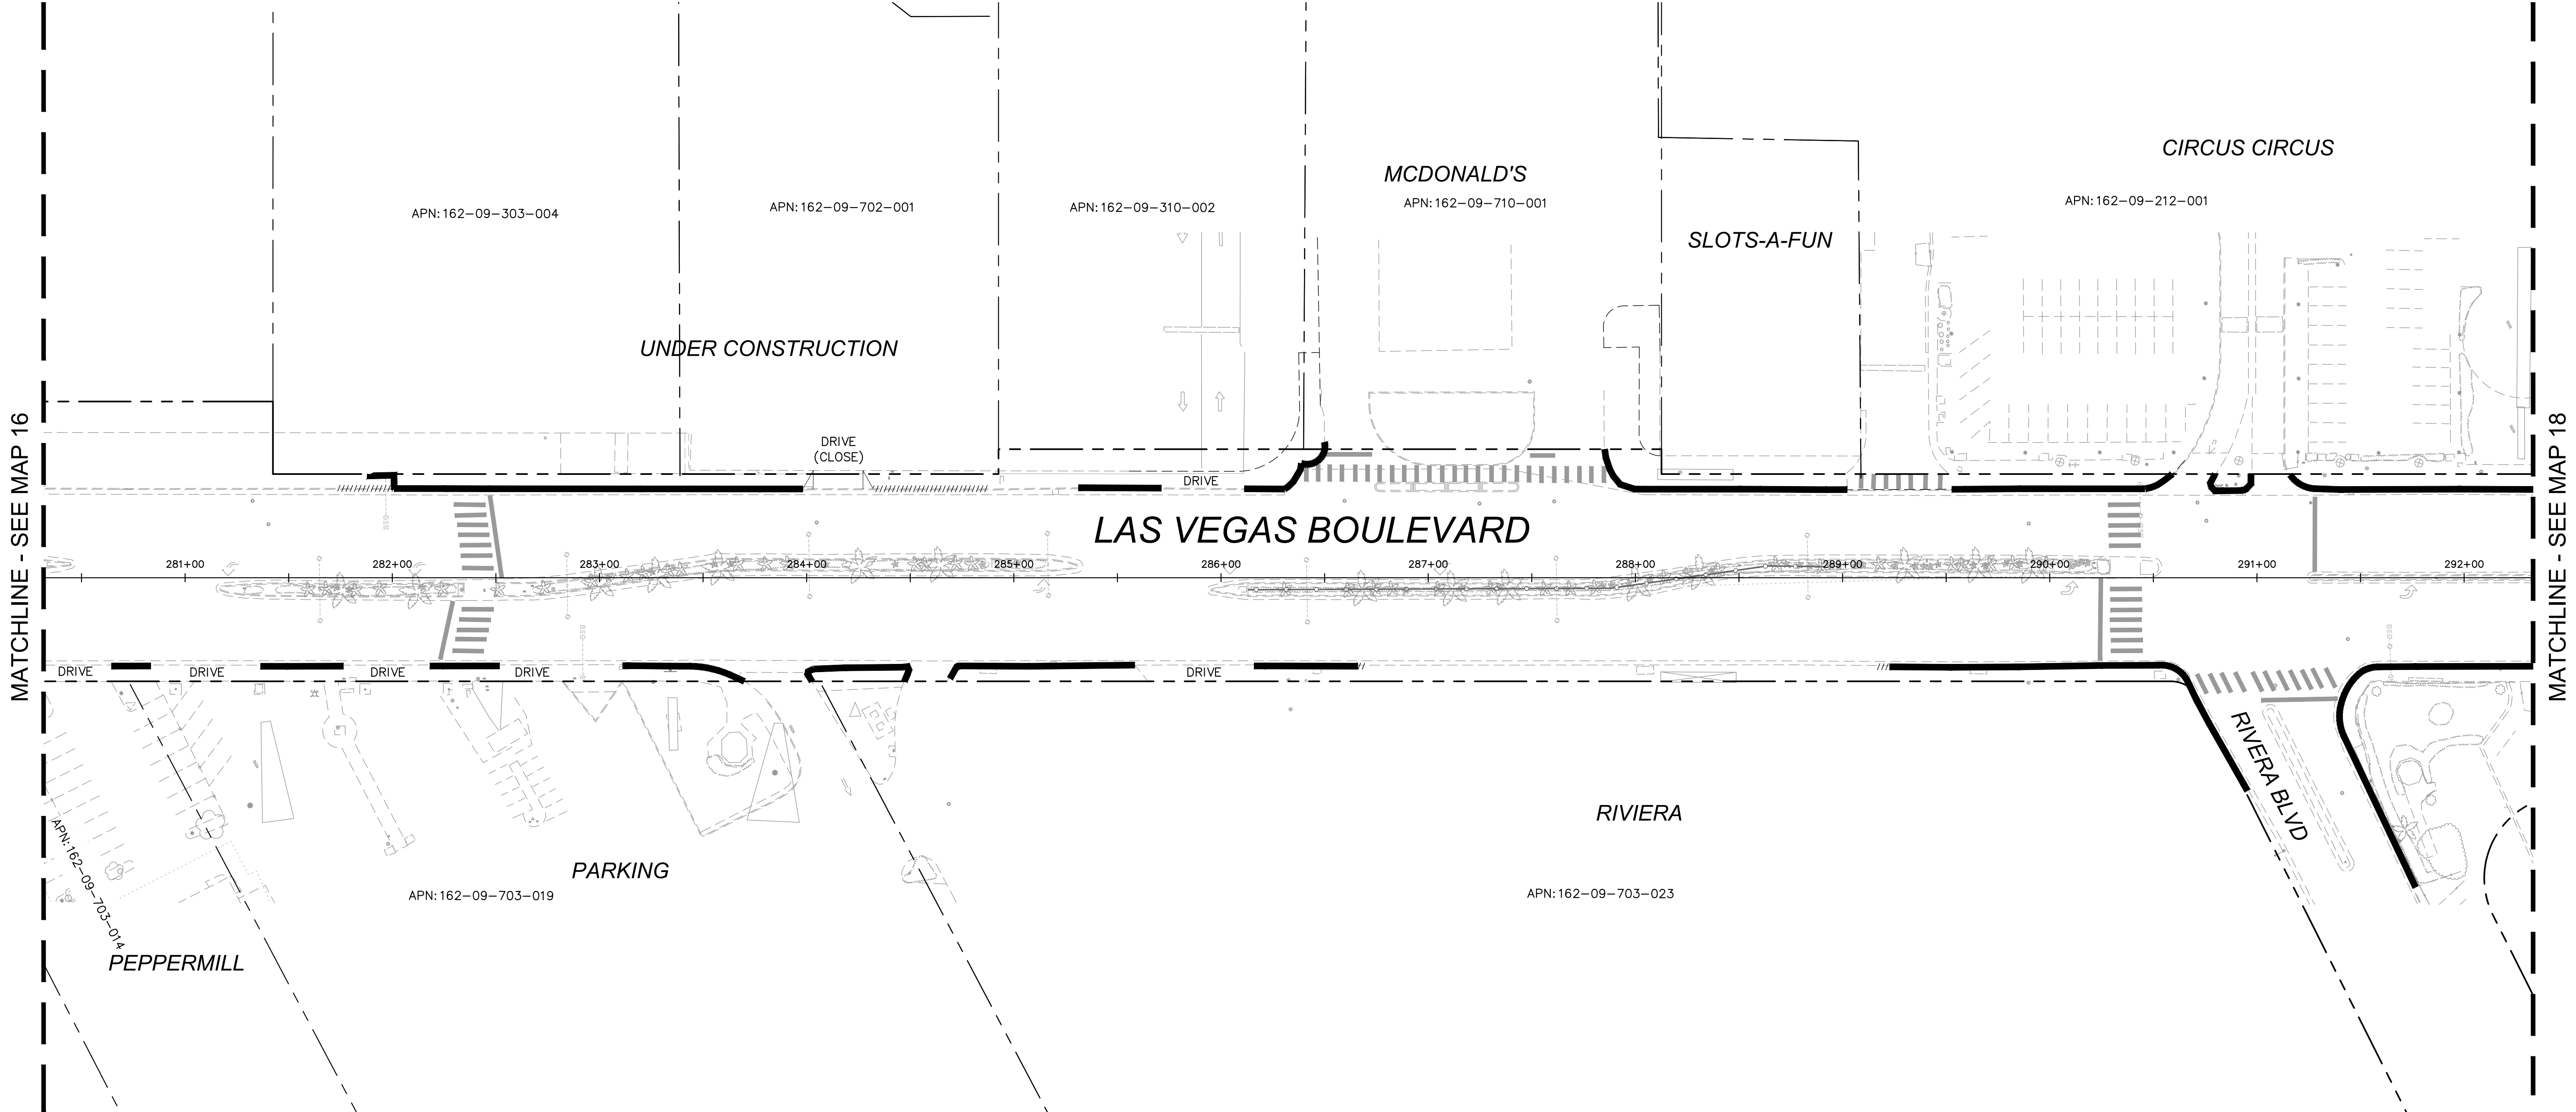 CIRCUS CIRCUS
MCDONALD'S
APN:162-09-303-004
APN:162-09-702-001
APN:162-09-310-002
APN:162-09-710-001
APN:162-09-212-001
SLOTS-A-FUN
UNDER CONSTRUCTION
MATCHLINE - SEE MAP 16
MATCHLINE - SEE MAP 18
DRIVE
(CLOSE)
DRIVE
LAS VEGAS BOULEVARD
281+00
282+00
283+00
284+00
285+00
286+00
287+00
288+00
289+00
290+00
291+00
292+00
DRIVE
DRIVE
DRIVE
DRIVE
DRIVE
RIVERA BLVD
RIVIERA
APN:162-09-703-014
PARKING
APN:162-09-703-019
APN:162-09-703-023
PEPPERMILL